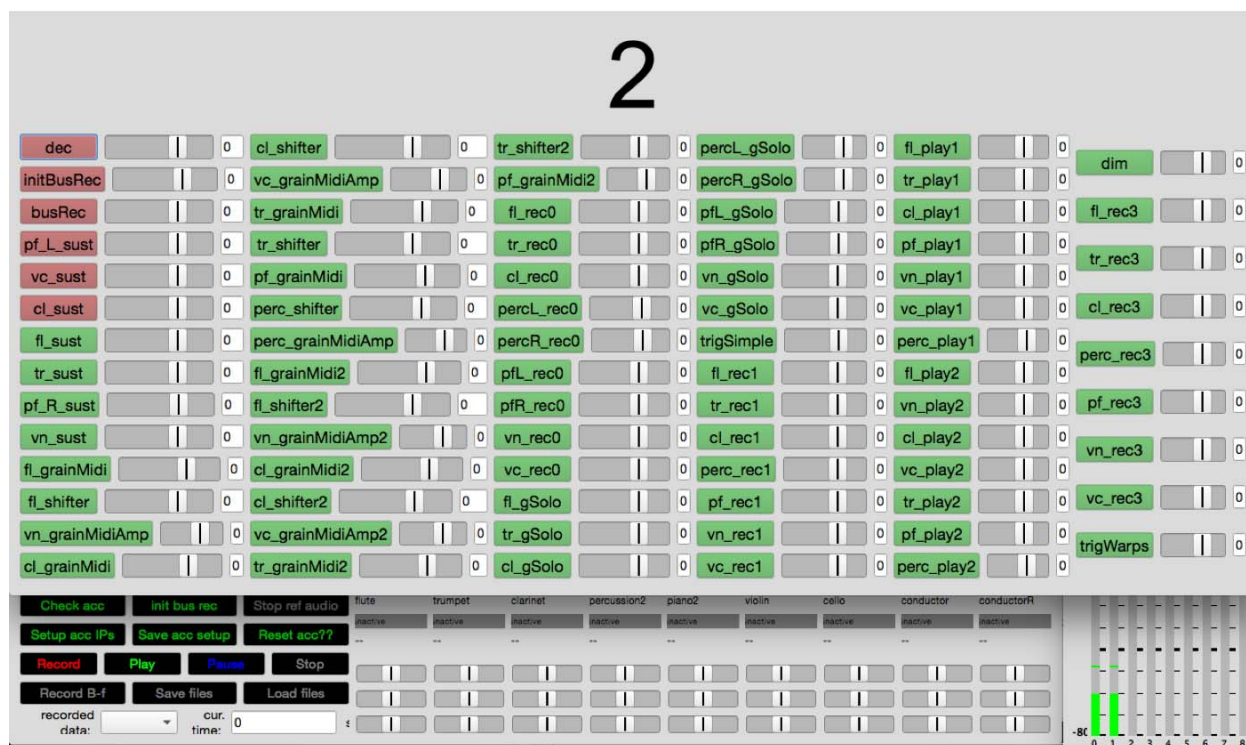 2
dec 0 cl_shifter 0 tr_shifter2 0 percL_gSolo 0 fl_play1 0
dim 0
initBusRec 0 vc_grainMidiAmp 0 pf_grainMidi2 0 percR_gSolo 0 tr_play1 0
busRec 0 tr_grainMidi 0 fl_rec0 0 pfL_gSolo 0 cl_play1 0 fl_rec3 0
pf_L_sust 0 tr_shifter 0 tr_rec0 0 pfR_gSolo 0 pf_play1 0
tr_rec3 0
vc_sust 0 pf_grainMidi 0 cl_rec0 0 vn_gSolo 0 vn_play1 0
cl_sust 0 perc_shifter 0 percL_rec0 0 vc_gSolo 0 vc_play1 0 cl_rec3 0
fl_sust 0 perc_grainMidiAmp 0 percR_rec0 0 trigSimple 0 perc_play1 0
perc_rec3 0
tr_sust 0 fl_grainMidi2 0 pfL_rec0 0 fl_rec1 0 fl_play2 0
pf_R_sust 0 fl_shifter2 0 pfR_rec0 0 tr_rec1 0 vn_play2 0 pf_rec3 0
vn_sust 0 vn_grainMidiAmp2 0 vn_rec0 0 cl_rec1 0 cl_play2 0
vn_rec3 0
fl_grainMidi 0 cl_grainMidi2 0 vc_rec0 0 perc_rec1 0 vc_play2 0
fl_shifter 0 cl_shifter2 0 fl_gSolo 0 pf_rec1 0 tr_play2 0 vc_rec3 0
vn_grainMidiAmp 0 vc_grainMidiAmp2 0 tr_gSolo 0 vn_rec1 0 pf_play2 0
trigWarps 0
cl_grainMidi 0 tr_grainMidi2 0 cl_gSolo 0 vc_rec1 0 perc_play2 0
Check acc init bus rec Stop ref audio flute trumpet clarinet percussion2 piano2 violin cello conductor conductorR
inactive inactive inactive inactive inactive inactive inactive inactive inactive
Setup acc IPs Save acc setup Reset acc??
-- -- -- -- -- -- -- -- --
Record Play Pause Stop
Record B-f Save files Load files
recorded data: cur. time: 0 s
-80
0 1 2 3 4 5 6 7 8